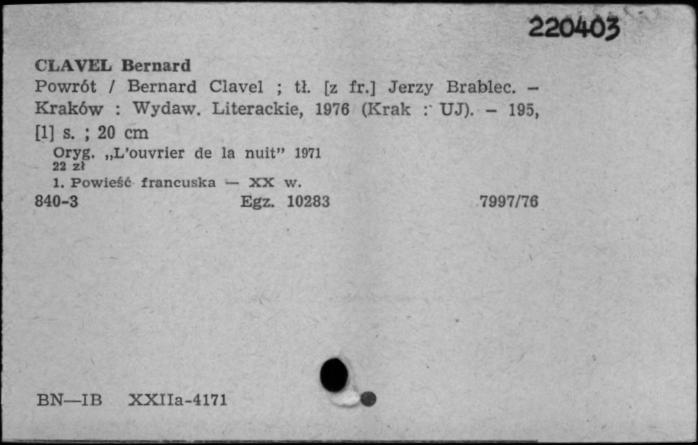 220403
CLAVEL Bernard
Powrót / Bernard Clavel ; tł. [z fr.] Jerzy Brablec. —
Kraków : Wydaw. Literackie, 1976 (Krak : UJ). — 195,
[1] s. ; 20 cm
Oryg. „L'ouvrier de la nuit” 1971
22 zł
1. Powieść francuska — XX w.
840-3 Egz. 10283 7997/76
BN—IB XXIIa-4171